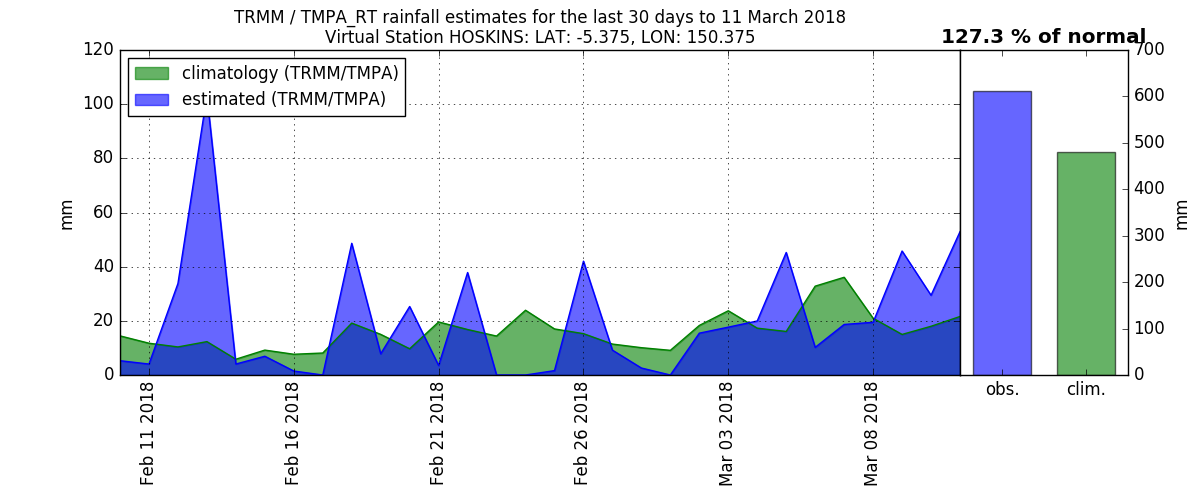 TRMM / TMPA_RT rainfall estimates for the last 30 days to 11 March 2018
Virtual Station HOSKINS: LAT: -5.375, LON: 150.375
127.3 % of normal
climatology (TRMM/TMPA)
estimated (TRMM/TMPA)
120
100
80
60
40
20
0
mm
Feb 11 2018
Feb 16 2018
Feb 21 2018
Feb 26 2018
Mar 03 2018
Mar 08 2018
obs.
clim.
700
600
500
400
300
200
100
0
mm